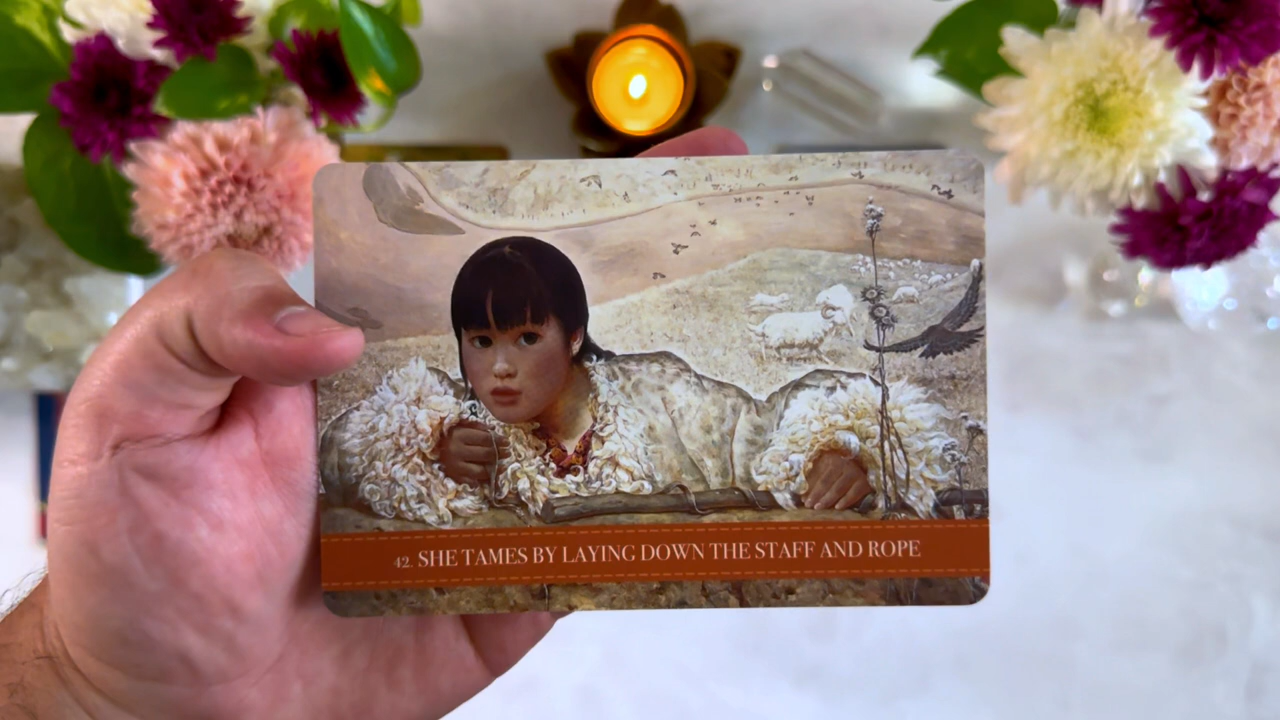 42. SHE TAMES BY LAYING DOWN THE STAFF AND ROPE